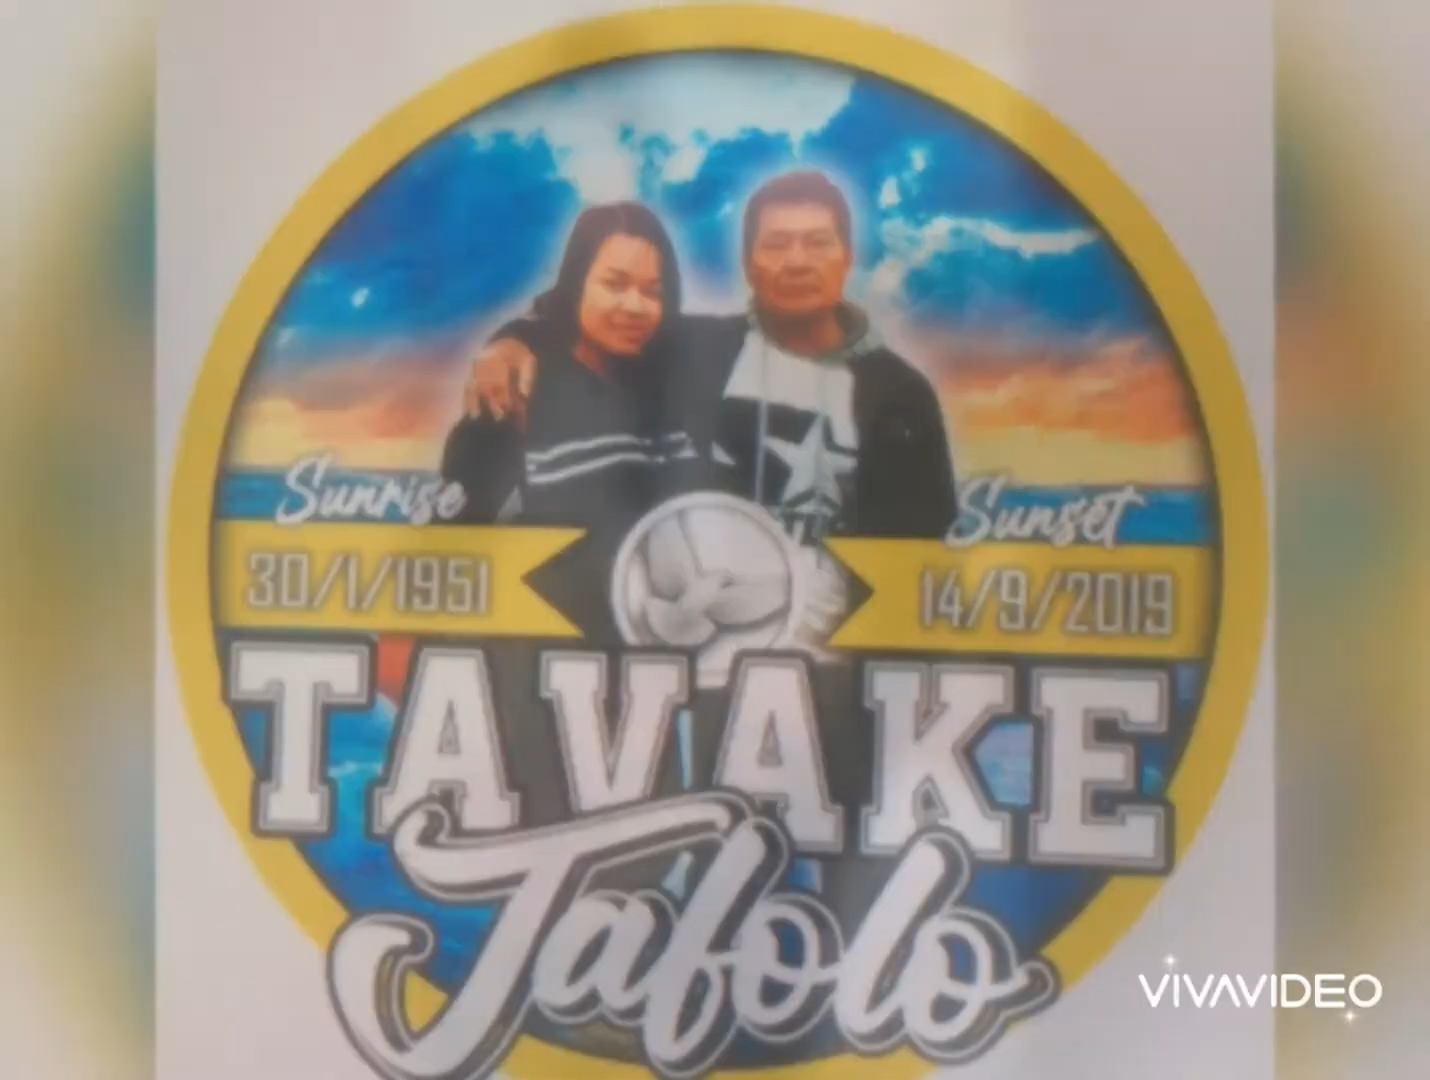 Sunrise
Sunset
30/1/1951
14/9/2019
TAVAKE
Tafolo
VIVAVIDEO